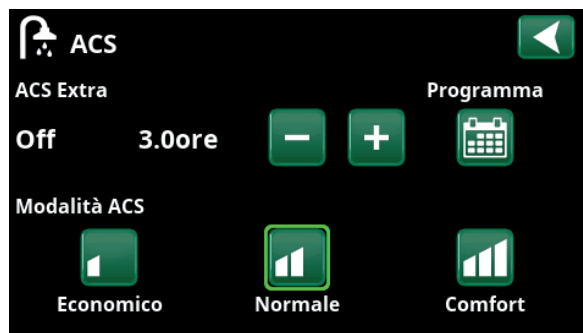 ACS
ACS Extra
Programma
Off 3.0ore
Modalità ACS
Economico Normale Comfort